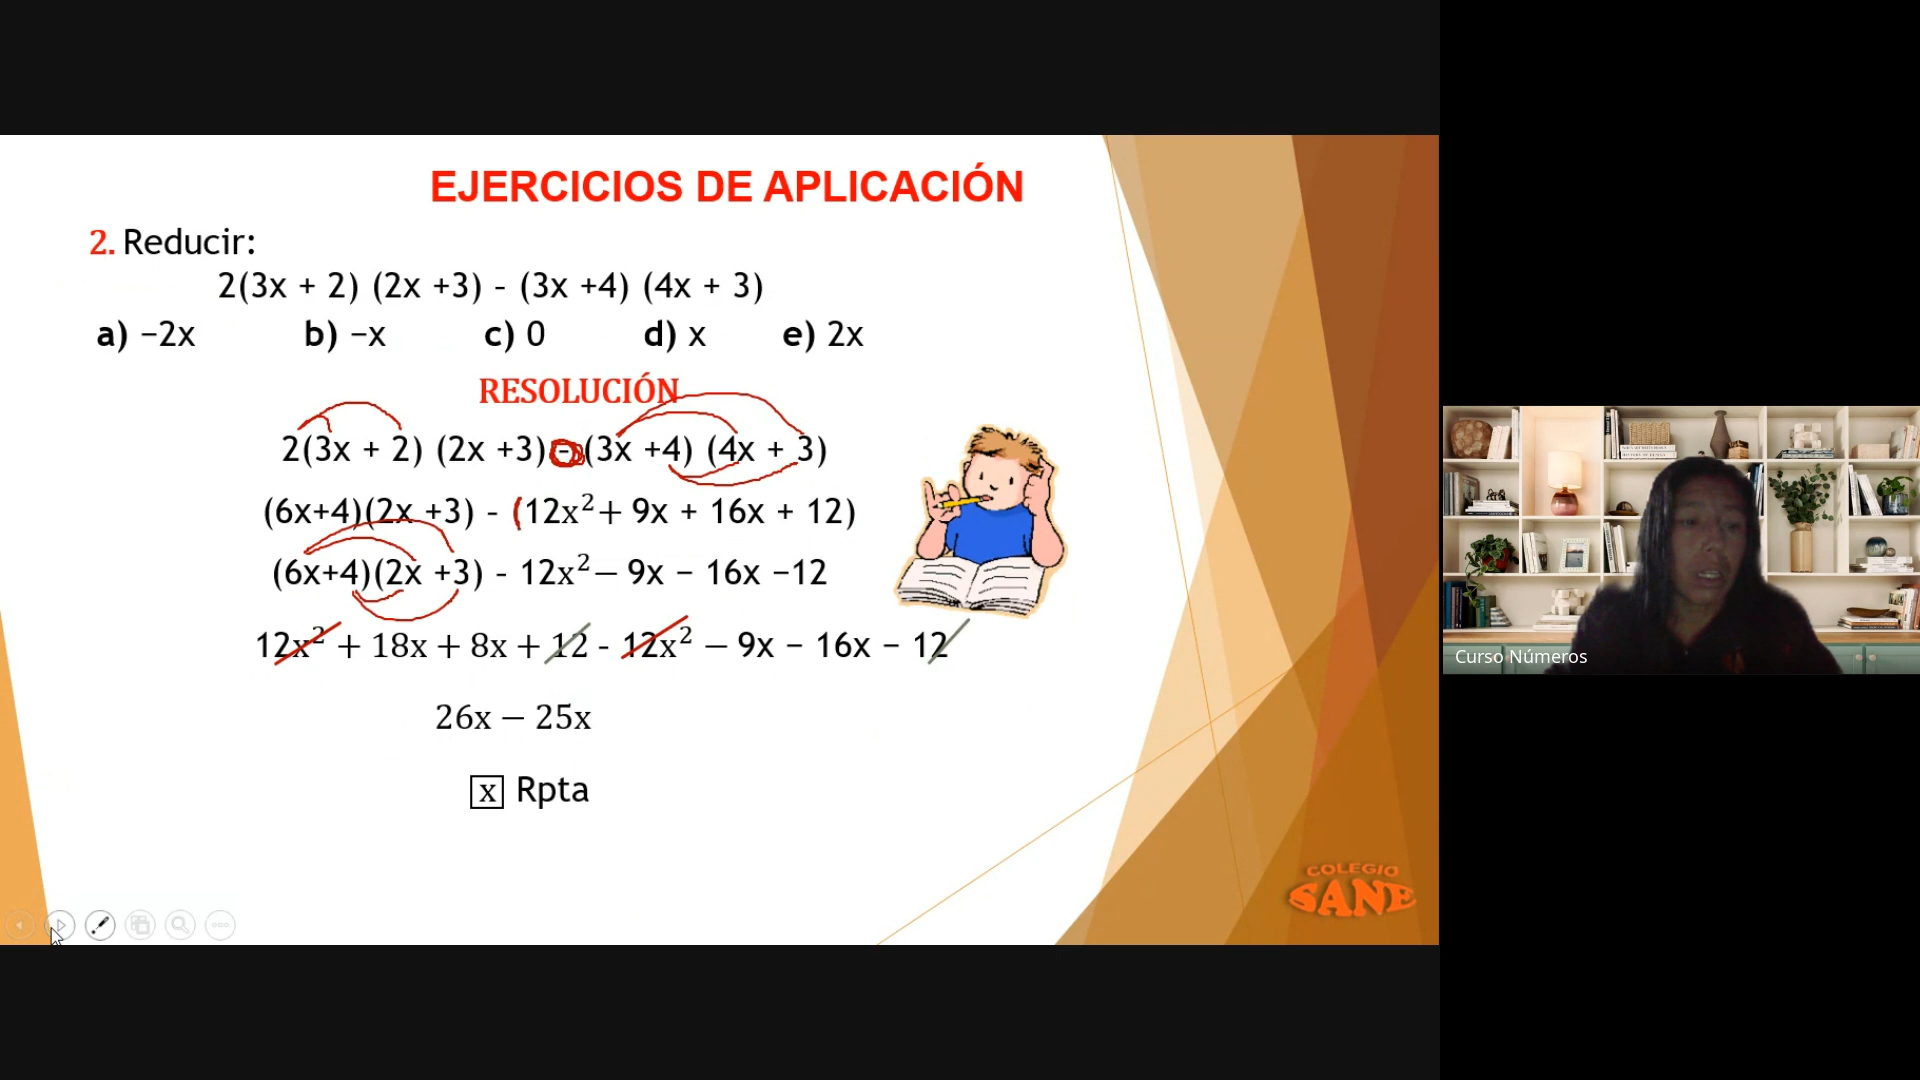 EJERCICIOS DE APLICACIÓN
2. Reducir:
2(3x + 2) (2x +3) - (3x +4) (4x + 3)
a) −2x b) −x c) 0 d) x e) 2x
RESOLUCIÓN
2(3x + 2) (2x +3) - (3x +4) (4x + 3)
(6x+4)(2x +3) - (12x²+ 9x + 16x + 12)
(6x+4)(2x +3) - 12x²− 9x − 16x −12
12x² + 18x + 8x + 12 - 12x² − 9x − 16x − 12
26x − 25x
x Rpta
COLEGIO
SANE
Curso Números